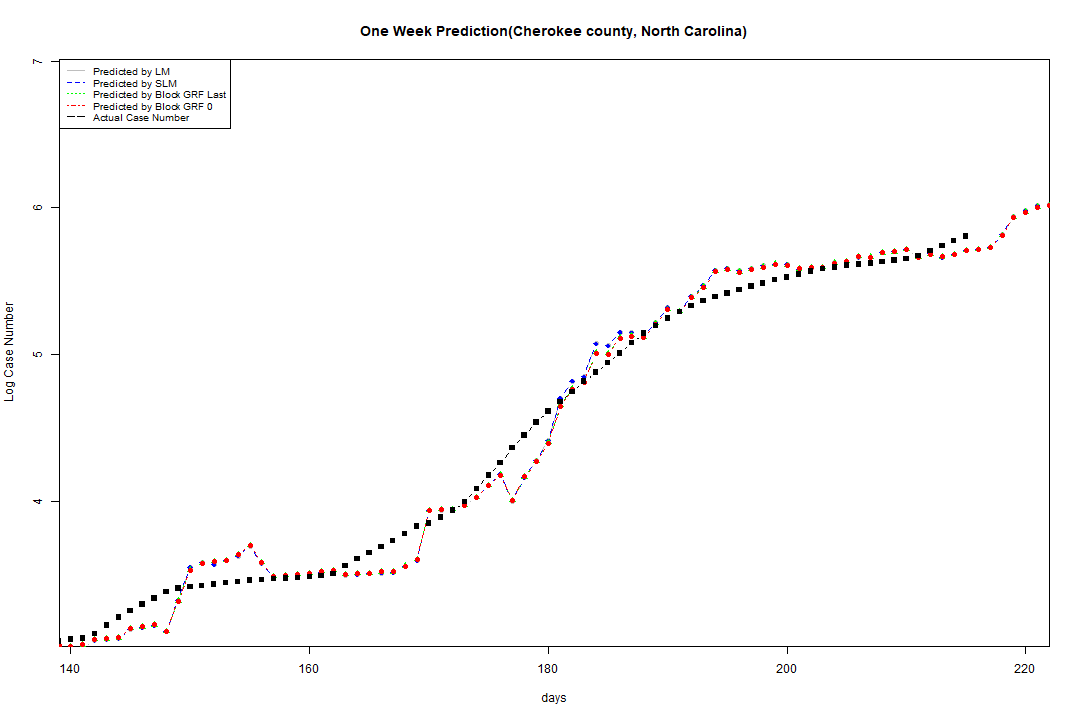 One Week Prediction(Cherokee county, North Carolina)
Predicted by LM
Predicted by SLM
Predicted by Block GRF Last
Predicted by Block GRF 0
Actual Case Number
Log Case Number
7
6
5
4
140 160 180 200 220
days